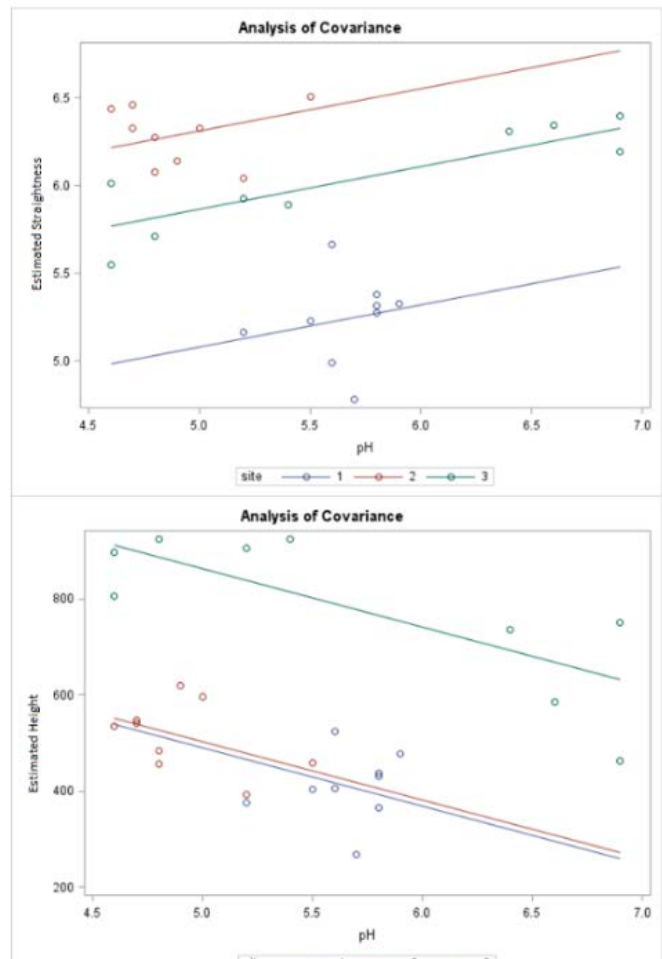 Analysis of Covariance
Estimated Straightness
6.5
6.0
5.5
5.0
4.5 5.0 5.5 6.0 6.5 7.0
pH
site 1 2 3
Analysis of Covariance
Estimated Height
800
600
400
200
4.5 5.0 5.5 6.0 6.5 7.0
pH